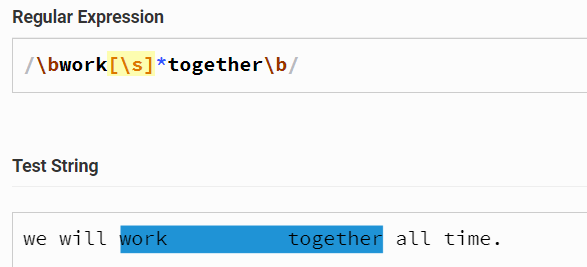 Regular Expression
/\bwork[\s]*together\b/
Test String
we will work          together all time.